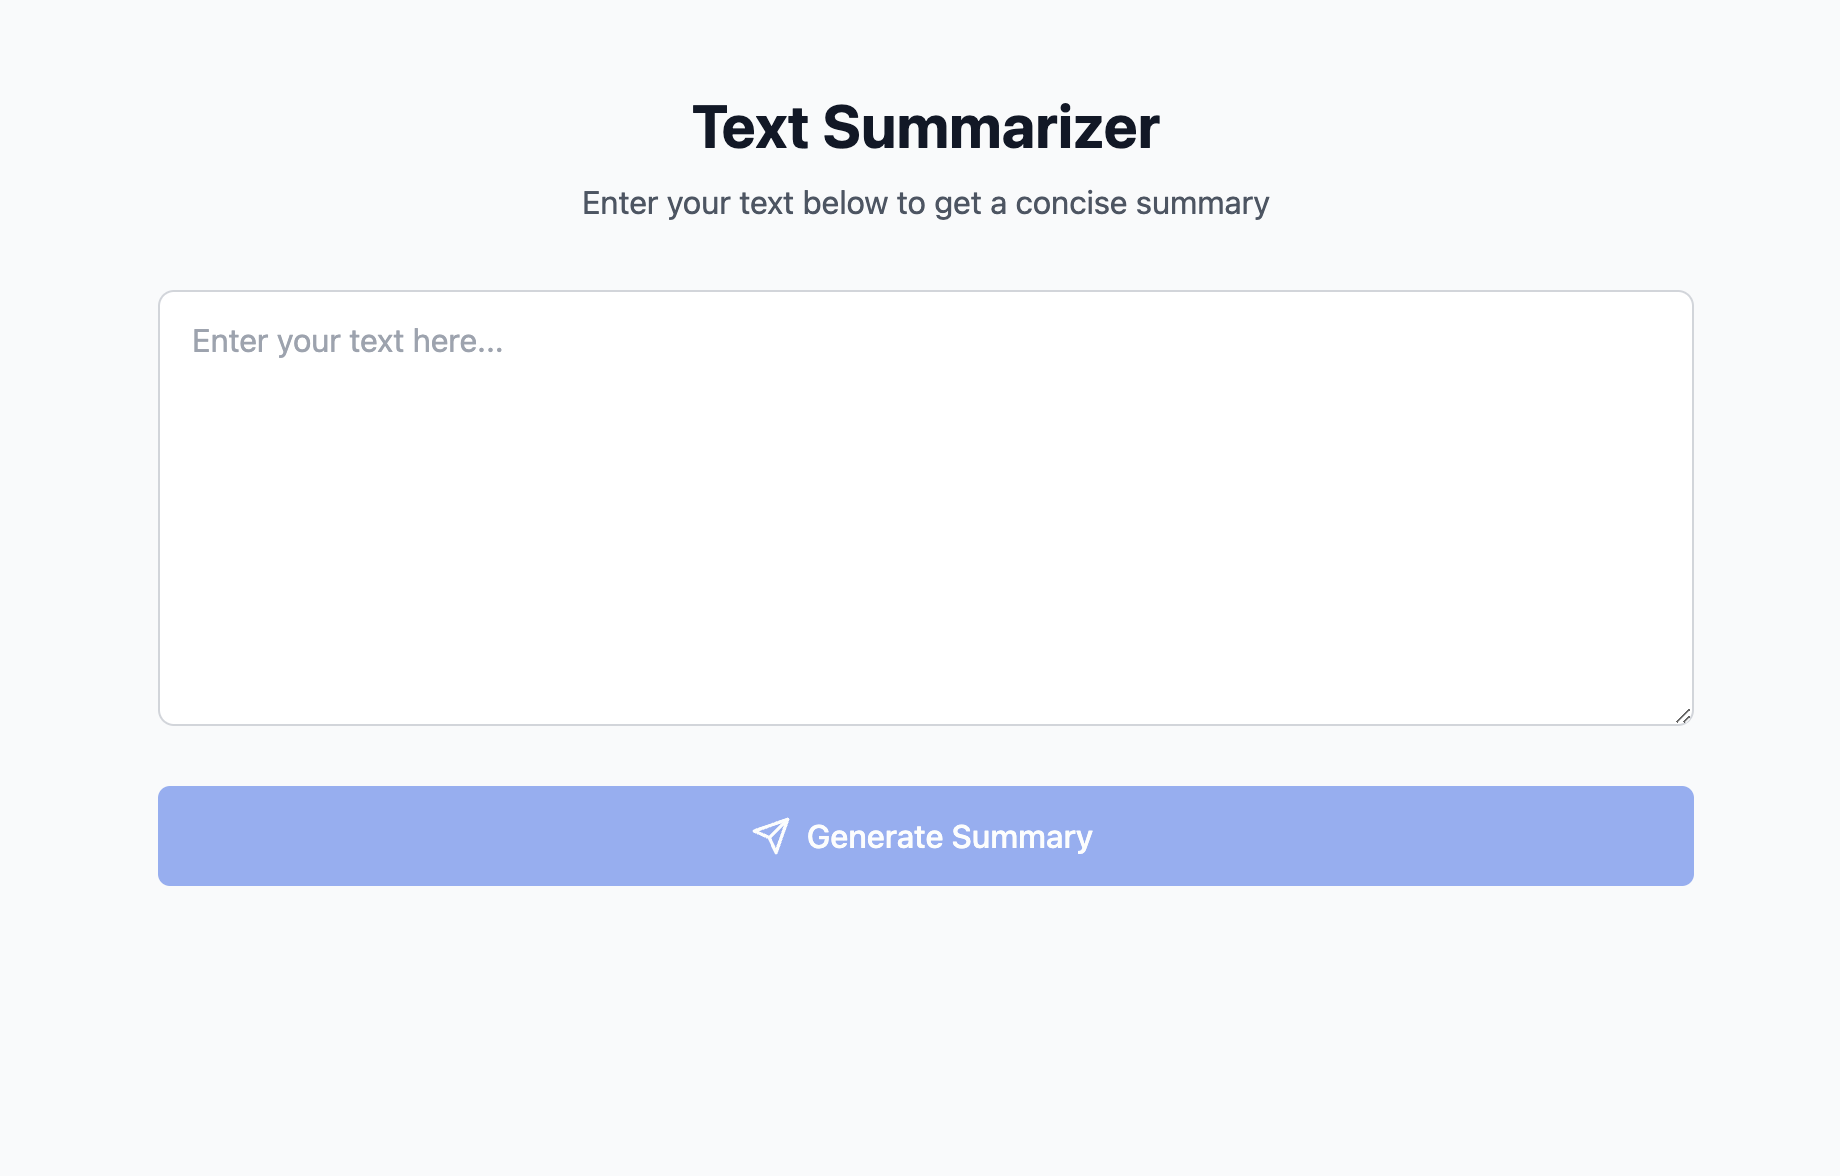 Text Summarizer
Enter your text below to get a concise summary
Enter your text here...
Generate Summary